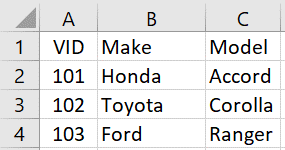 A B C
1 VID Make Model
2 101 Honda Accord
3 102 Toyota Corolla
4 103 Ford Ranger